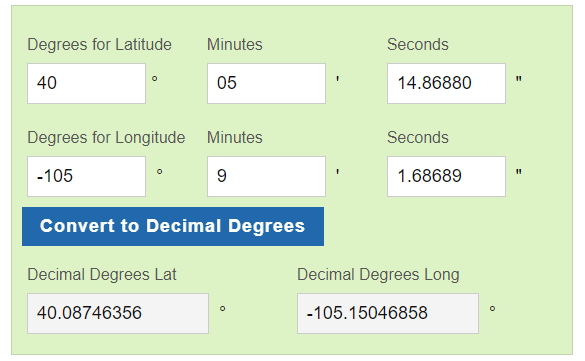 Degrees for Latitude Minutes Seconds
40 ° 05 ' 14.86880 "
Degrees for Longitude Minutes Seconds
-105 ° 9 ' 1.68689 "
Convert to Decimal Degrees
Decimal Degrees Lat Decimal Degrees Long
40.08746356 ° -105.15046858 °